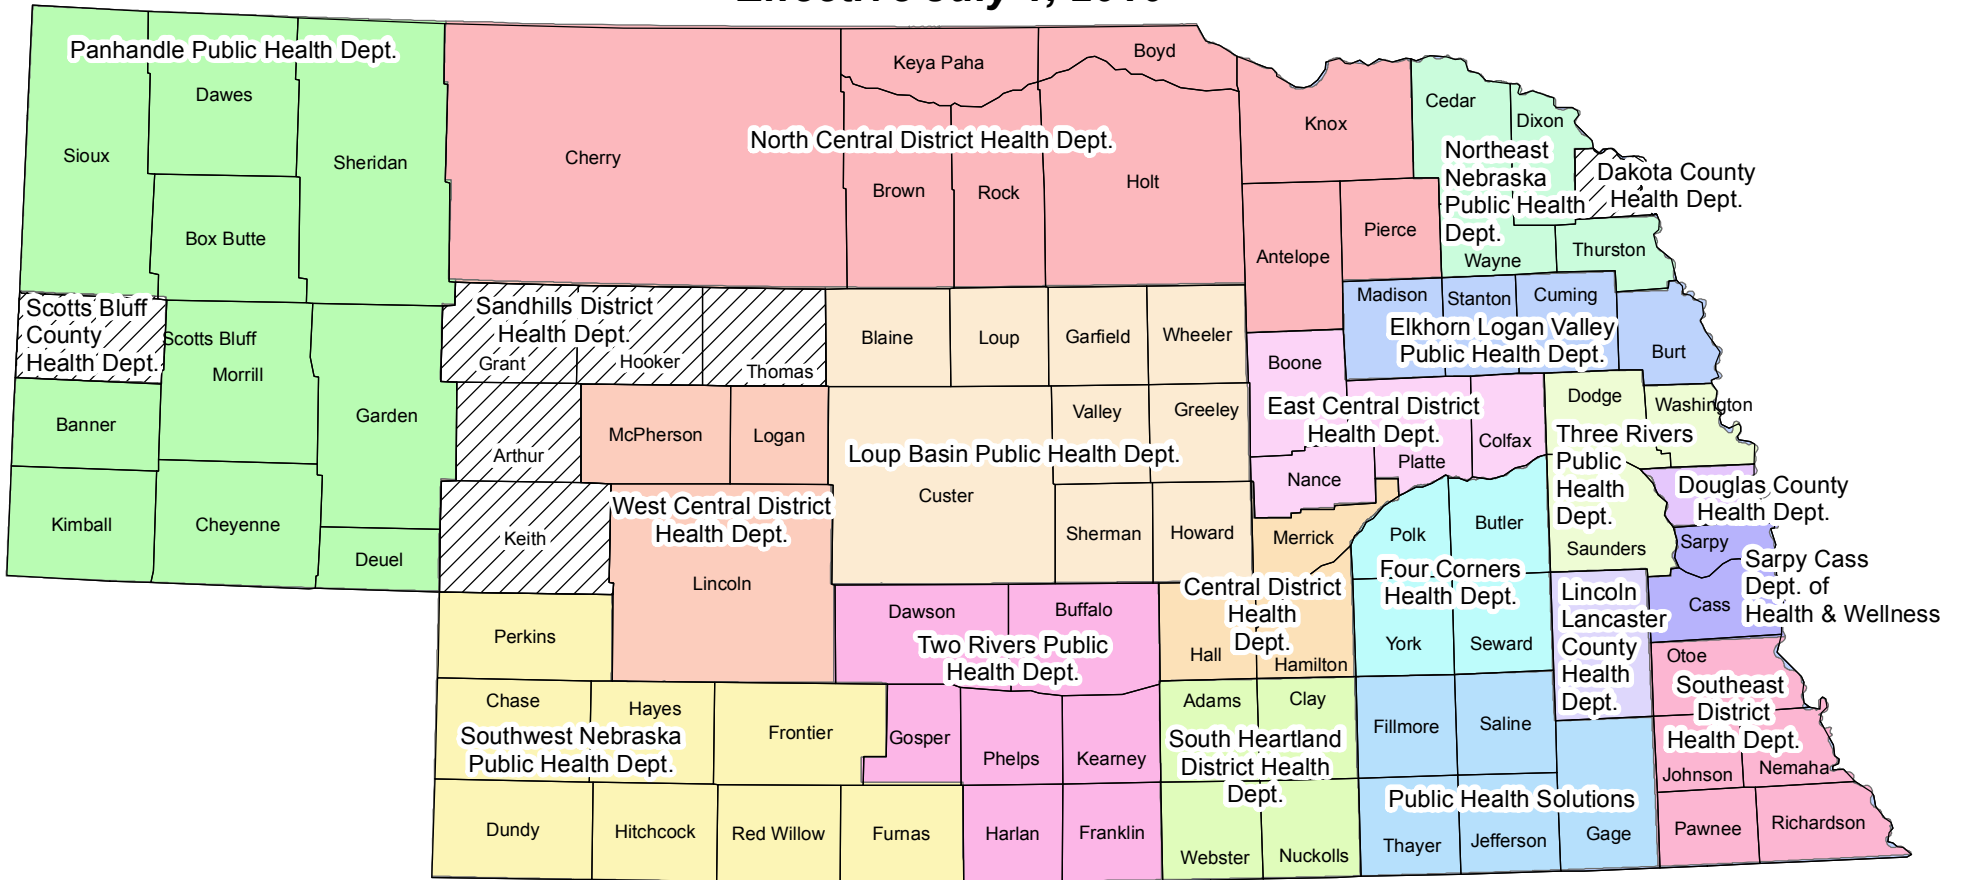 Panhandle Public Health Dept.
Sioux
Dawes
Sheridan
Box Butte
Scotts Bluff
County
Health Dept.
Scotts Bluff
Morrill
Banner
Garden
Kimball
Cheyenne
Deuel
Cherry
Keya Paha
Boyd
North Central District Health Dept.
Brown
Rock
Holt
Knox
Antelope
Pierce
Cedar
Dixon
Northeast
Nebraska
Public Health
Dept.
Wayne
Thurston
Dakota County
Health Dept.
Sandhills District
Health Dept.
Grant
Hooker
Thomas
Arthur
Keith
Blaine
Loup
Garfield
Wheeler
Valley
Greeley
Loup Basin Public Health Dept.
Custer
Sherman
Howard
McPherson
Logan
West Central District
Health Dept.
Lincoln
Madison
Stanton
Cuming
Elkhorn Logan Valley
Public Health Dept.
Burt
Boone
East Central District
Health Dept.
Colfax
Platte
Nance
Dodge
Washington
Three Rivers
Public
Health
Dept.
Saunders
Douglas County
Health Dept.
Sarpy
Sarpy Cass
Dept. of
Health & Wellness
Cass
Merrick
Central District
Health
Dept.
Hall
Hamilton
Polk
Butler
Four Corners
Health Dept.
York
Seward
Lincoln
Lancaster
County
Health
Dept.
Otoe
Southeast
District
Health Dept.
Johnson
Nemaha
Pawnee
Richardson
Perkins
Chase
Hayes
Frontier
Southwest Nebraska
Public Health Dept.
Dundy
Hitchcock
Red Willow
Furnas
Dawson
Buffalo
Two Rivers Public
Health Dept.
Gosper
Phelps
Kearney
Harlan
Franklin
Adams
Clay
South Heartland
District Health
Dept.
Webster
Nuckolls
Fillmore
Saline
Public Health Solutions
Thayer
Jefferson
Gage